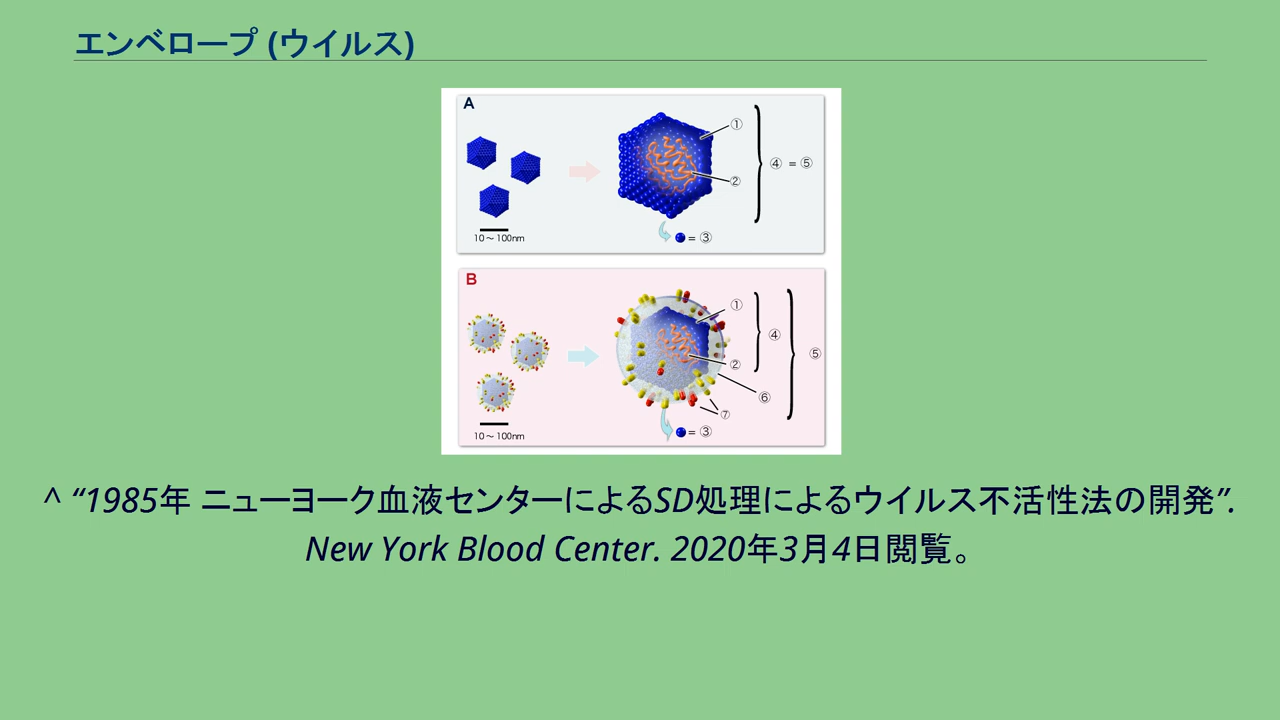 エンベロープ (ウイルス)
A
①
④ = ⑤
②
10～100nm
= ③
B
①
④
⑤
②
⑥
⑦
10～100nm
= ③
^ “1985年 ニューヨーク血液センターによるSD処理によるウイルス不活性法の開発”.
New York Blood Center. 2020年3月4日閲覧。